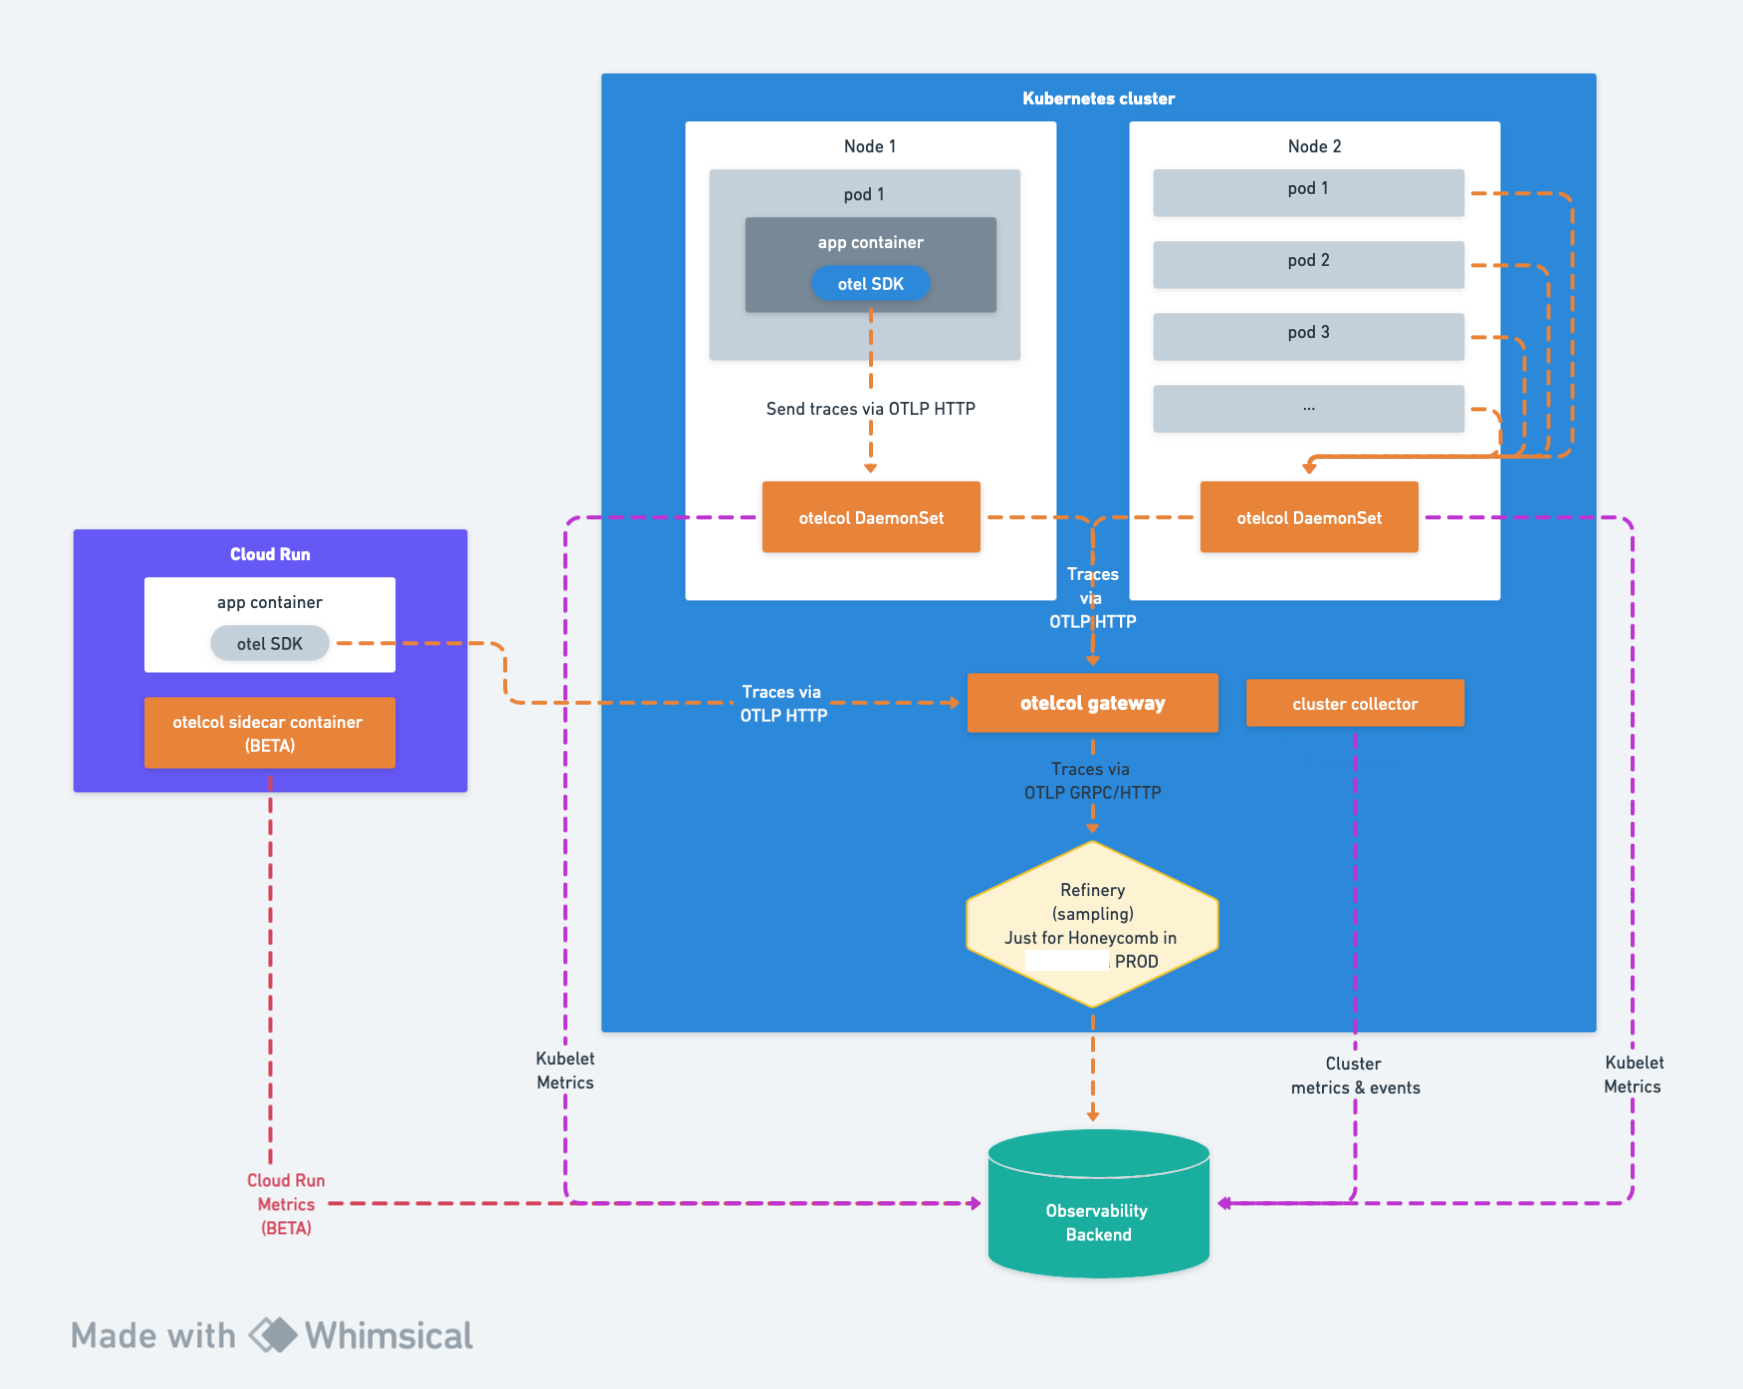 Kubernetes cluster
Node 1
pod 1
app container
otel SDK
Send traces via OTLP HTTP
otelcol DaemonSet
Node 2
pod 1
pod 2
pod 3
...
otelcol DaemonSet
Traces
via
OTLP HTTP
Cloud Run
app container
otel SDK
otelcol sidecar container
(BETA)
Traces via
OTLP HTTP
otelcol gateway
cluster collector
Traces via
OTLP GRPC/HTTP
Refinery
(sampling)
Just for Honeycomb in
PROD
Kubelet
Metrics
Cluster
metrics & events
Kubelet
Metrics
Cloud Run
Metrics
(BETA)
Observability
Backend
Made with Whimsical